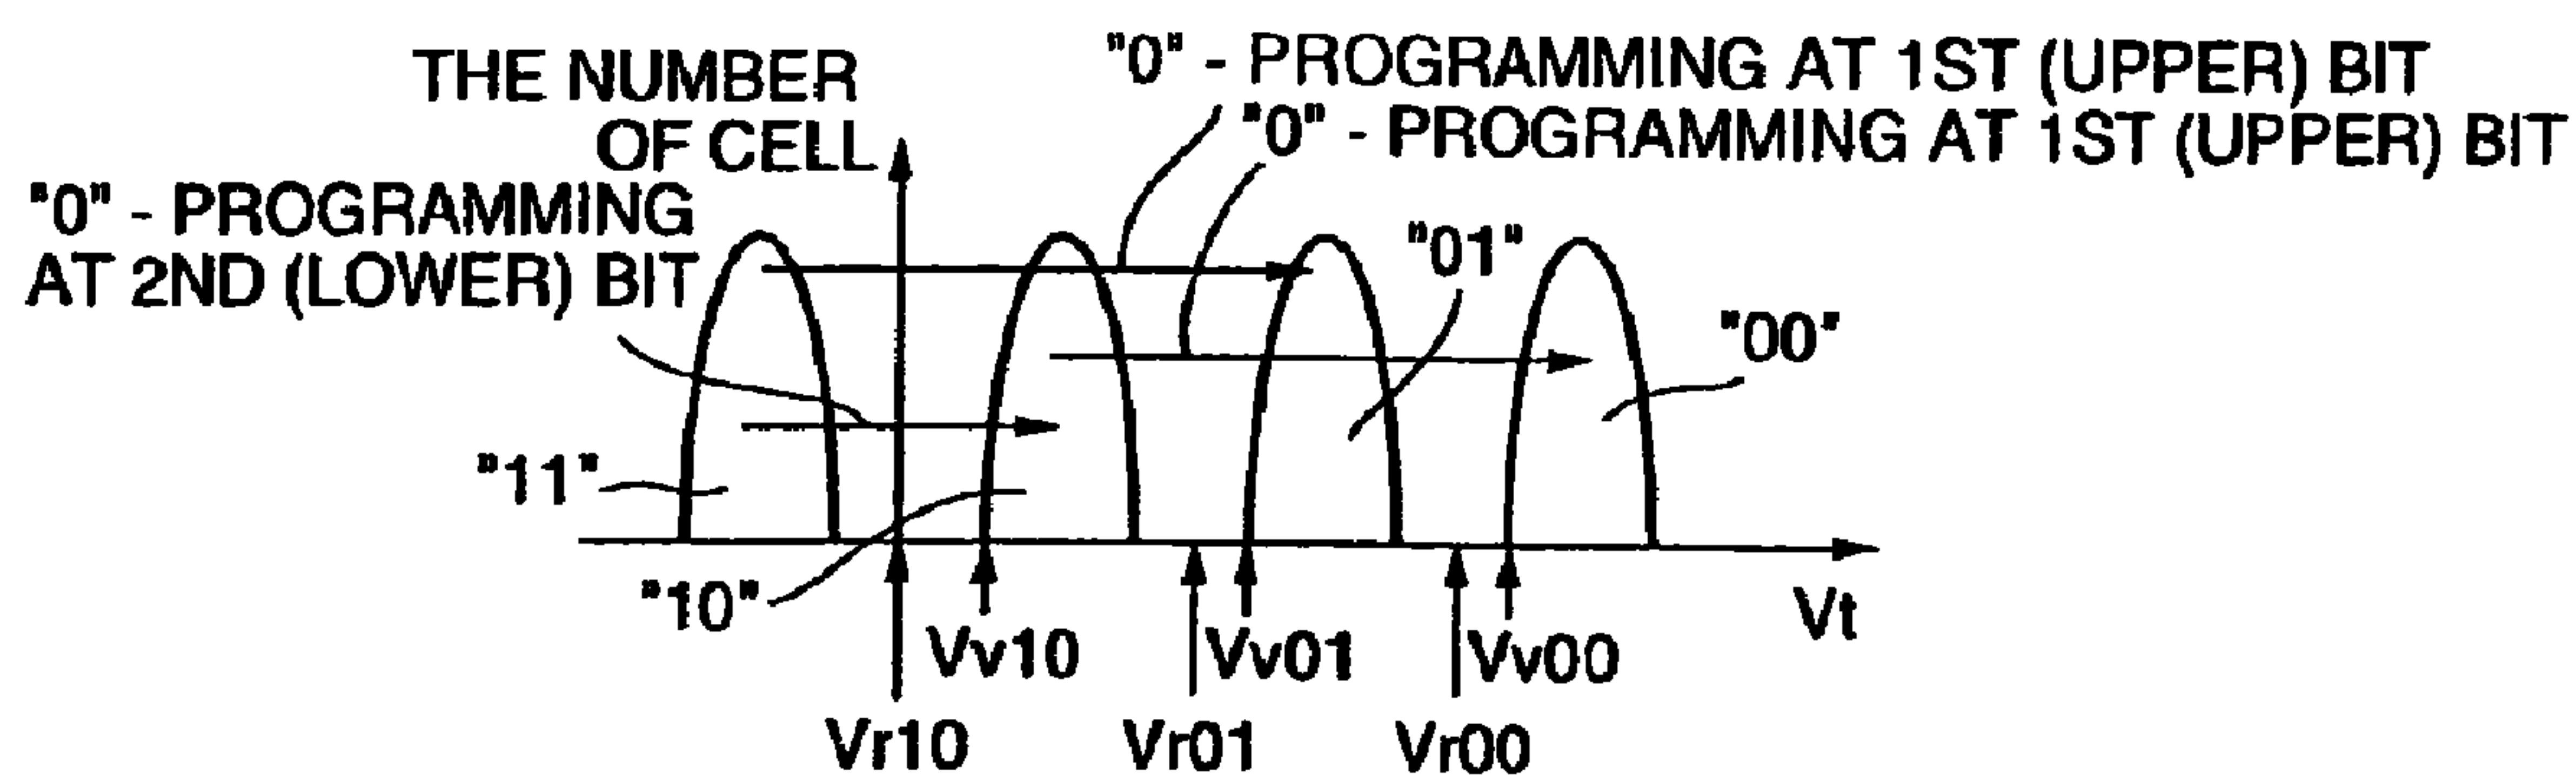 THE NUMBER
OF CELL
"0" - PROGRAMMING AT 1ST (UPPER) BIT
"0" - PROGRAMMING AT 1ST (UPPER) BIT
"0" - PROGRAMMING
AT 2ND (LOWER) BIT
"01"
"00"
"11"
"10"
Vv10
Vv01
Vv00
Vt
Vr10
Vr01
Vr00